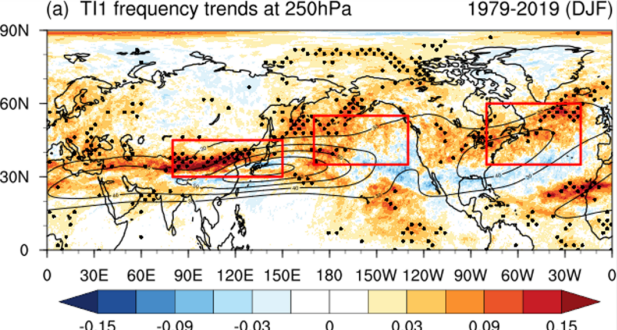 (a) TI1 frequency trends at 250hPa 1979-2019 (DJF)
90N
60N
30N
0
0 30E 60E 90E 120E 150E 180 150W 120W 90W 60W 30W 0
-0.15 -0.09 -0.03 0 0.03 0.09 0.15